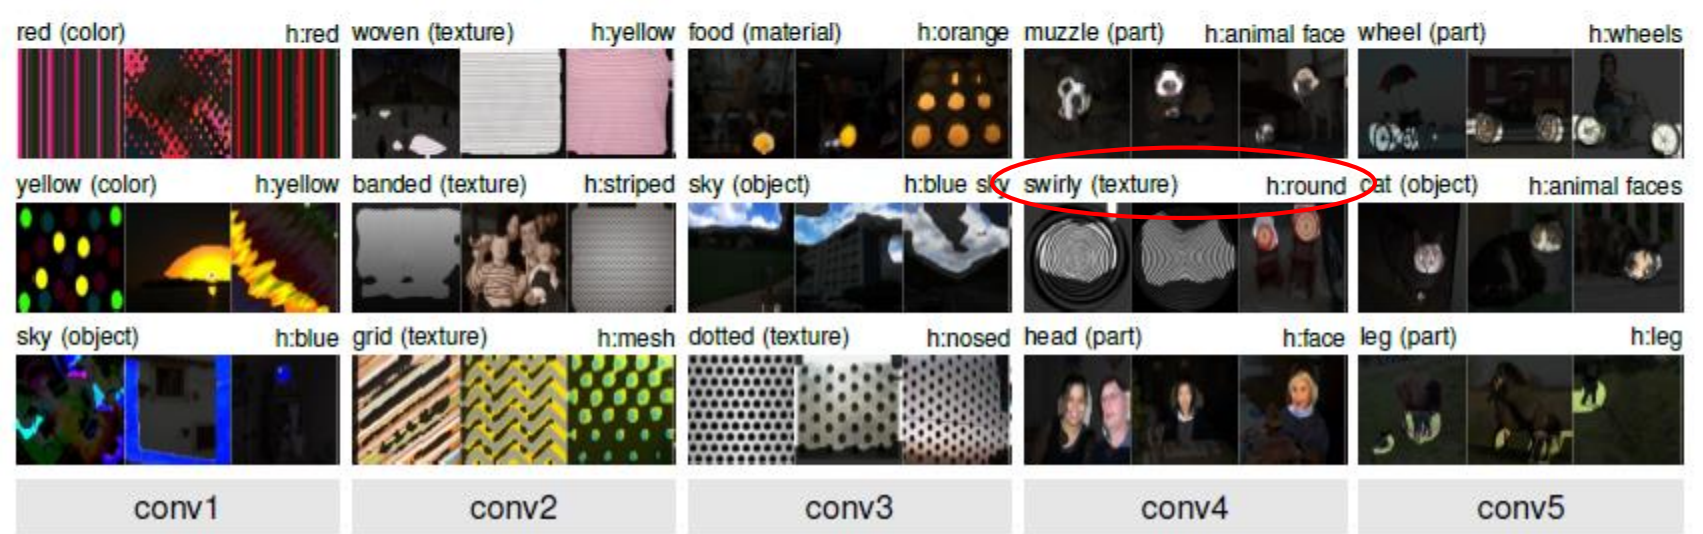 red (color) h:red woven (texture) h:yellow food (material) h:orange muzzle (part) h:animal face wheel (part) h:wheels
yellow (color) h:yellow banded (texture) h:striped sky (object) h:blue sky swirly (texture) h:round cat (object) h:animal faces
sky (object) h:blue grid (texture) h:mesh dotted (texture) h:nosed head (part) h:face leg (part) h:leg
conv1 conv2 conv3 conv4 conv5